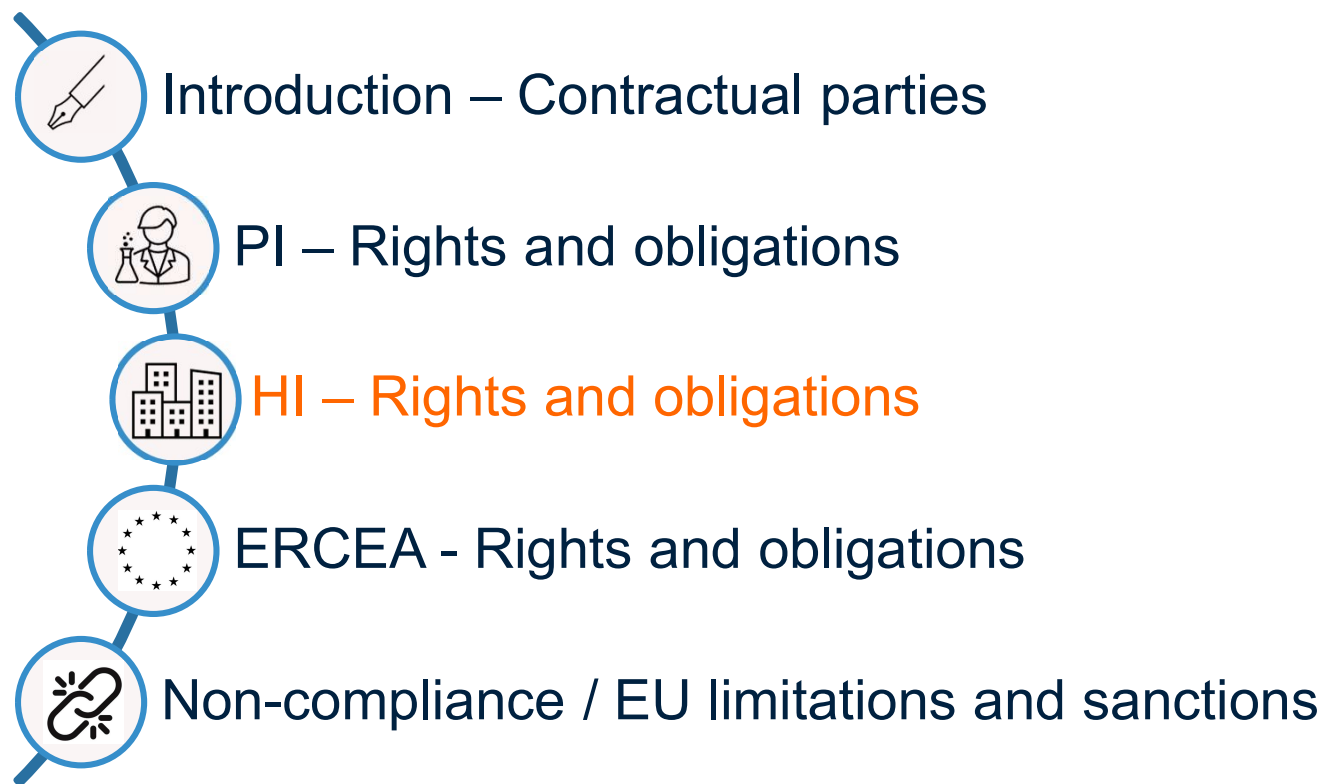 Introduction – Contractual parties
PI – Rights and obligations
HI – Rights and obligations
ERCEA - Rights and obligations
Non-compliance / EU limitations and sanctions